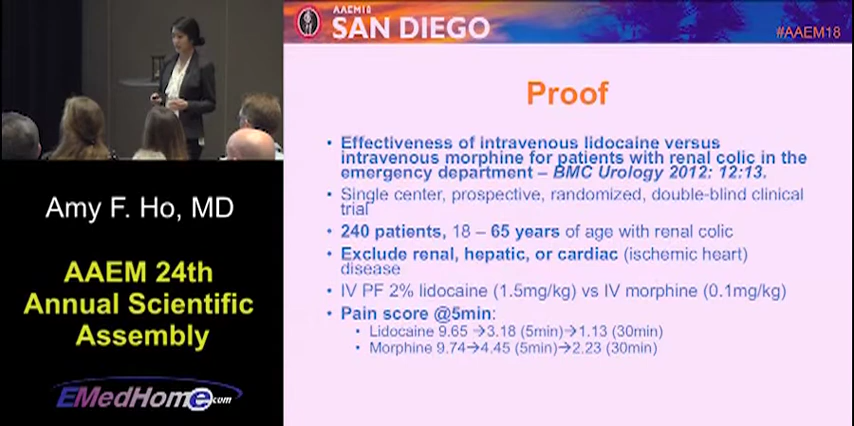 AAEM18
SAN DIEGO
#AAEM18
Proof
• Effectiveness of intravenous lidocaine versus
intravenous morphine for patients with renal colic in the
emergency department – BMC Urology 2012: 12:13.
• Single center, prospective, randomized, double-blind clinical
trial
• 240 patients, 18 – 65 years of age with renal colic
• Exclude renal, hepatic, or cardiac (ischemic heart)
disease
• IV PF 2% lidocaine (1.5mg/kg) vs IV morphine (0.1mg/kg)
• Pain score @5min:
• Lidocaine 9.65 →3.18 (5min)→1.13 (30min)
• Morphine 9.74→4.45 (5min)→2.23 (30min)
Amy F. Ho, MD
AAEM 24th
Annual Scientific
Assembly
EMedHome.com